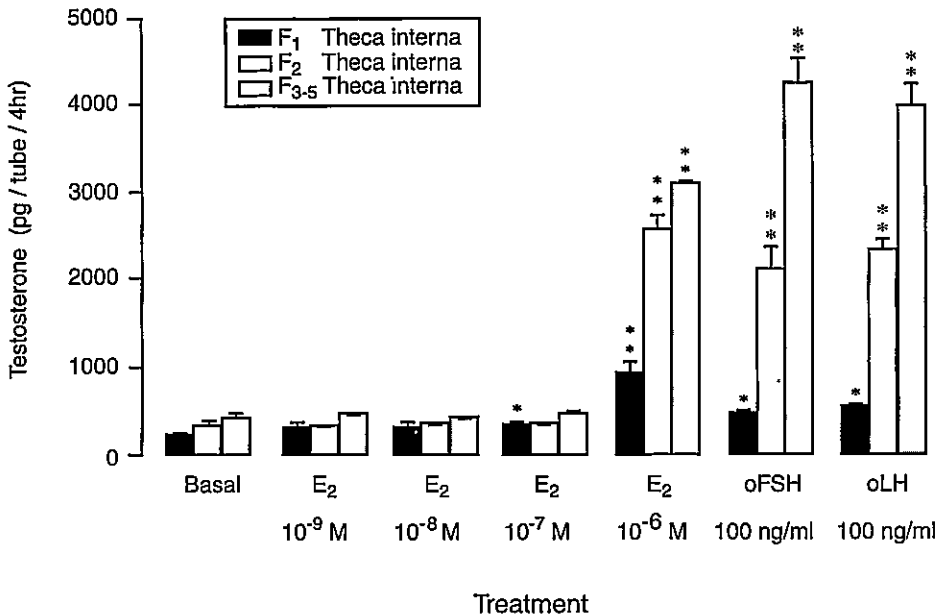 5000
4000
3000
2000
1000
0
Testosterone (pg / tube / 4hr)
F₁ Theca interna
F₂ Theca interna
F₃₋₅ Theca interna
*
* *
* *
* *
*
* *
* *
*
* *
* *
Basal E₂ E₂ E₂ E₂ oFSH oLH
10⁻⁹ M 10⁻⁸ M 10⁻⁷ M 10⁻⁶ M 100 ng/ml 100 ng/ml
Treatment